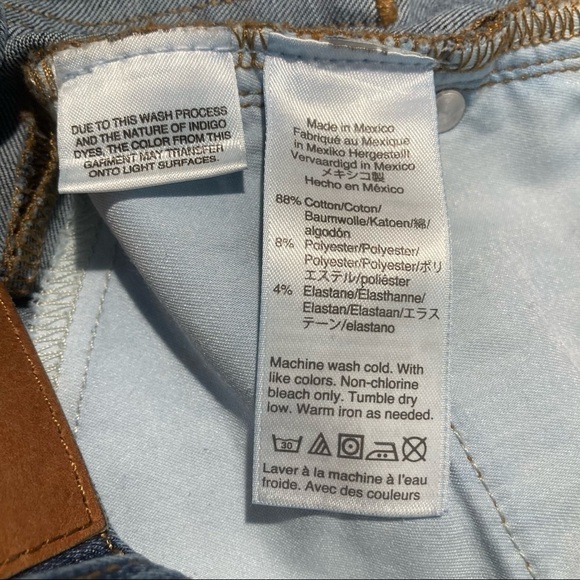 DUE TO THIS WASH PROCESS
AND THE NATURE OF INDIGO
DYES, THE COLOR FROM THIS
GARMENT MAY TRANSFER
ONTO LIGHT SURFACES.
Made in Mexico
Fabriqué au Mexique
in Mexiko Hergestelll
Vervaardigd in Mexico
メキシコ製
Hecho en México
88% Cotton/Coton/
Baumwolle/Katoen/綿/
algodón
8% Polyester/Polyester/
Polyester/Polyester/ポリ
エステル/poliéster
4% Elastane/Élasthanne/
Elastan/Elastaan/エラス
テーン/elastano
Machine wash cold. With
like colors. Non-chlorine
bleach only. Tumble dry
low. Warm iron as needed.
30
Laver à la machine à l'eau
froide. Avec des couleurs